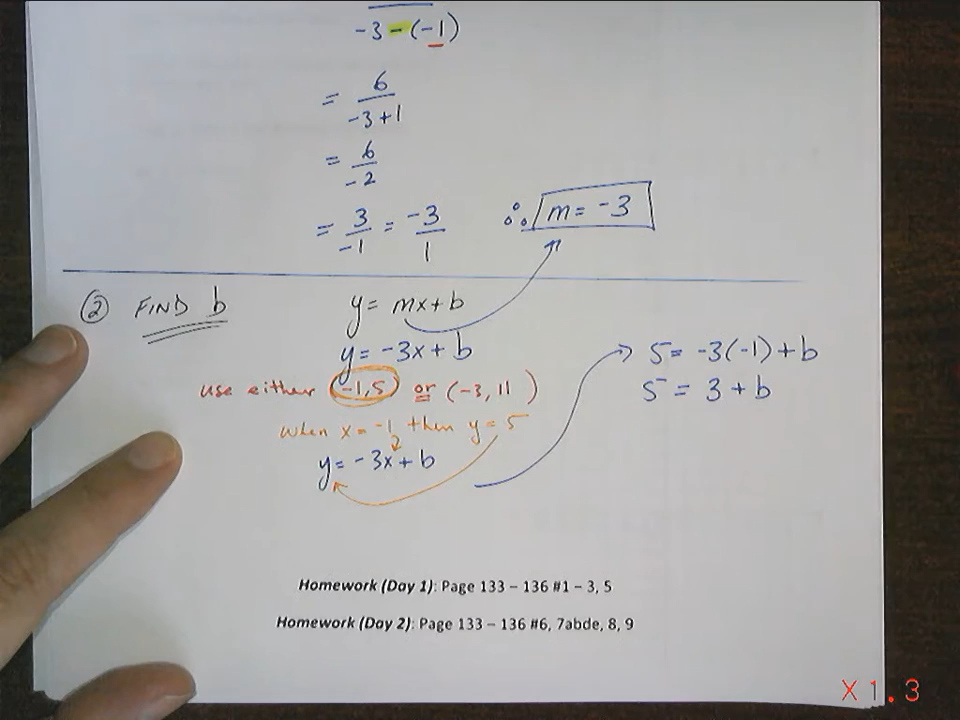 -3 - (-1)
= 6/(-3+1)
= 6/-2
= 3/-1 = -3/1 ∴ m = -3
② FIND b
y = mx+b
y = -3x + b
use either (-1,5) or (-3, 11)
when x = -1 then y = 5
y = -3x + b
5 = -3(-1) + b
5 = 3 + b
Homework (Day 1): Page 133 – 136 #1 – 3, 5
Homework (Day 2): Page 133 – 136 #6, 7abde, 8, 9
X 1.3